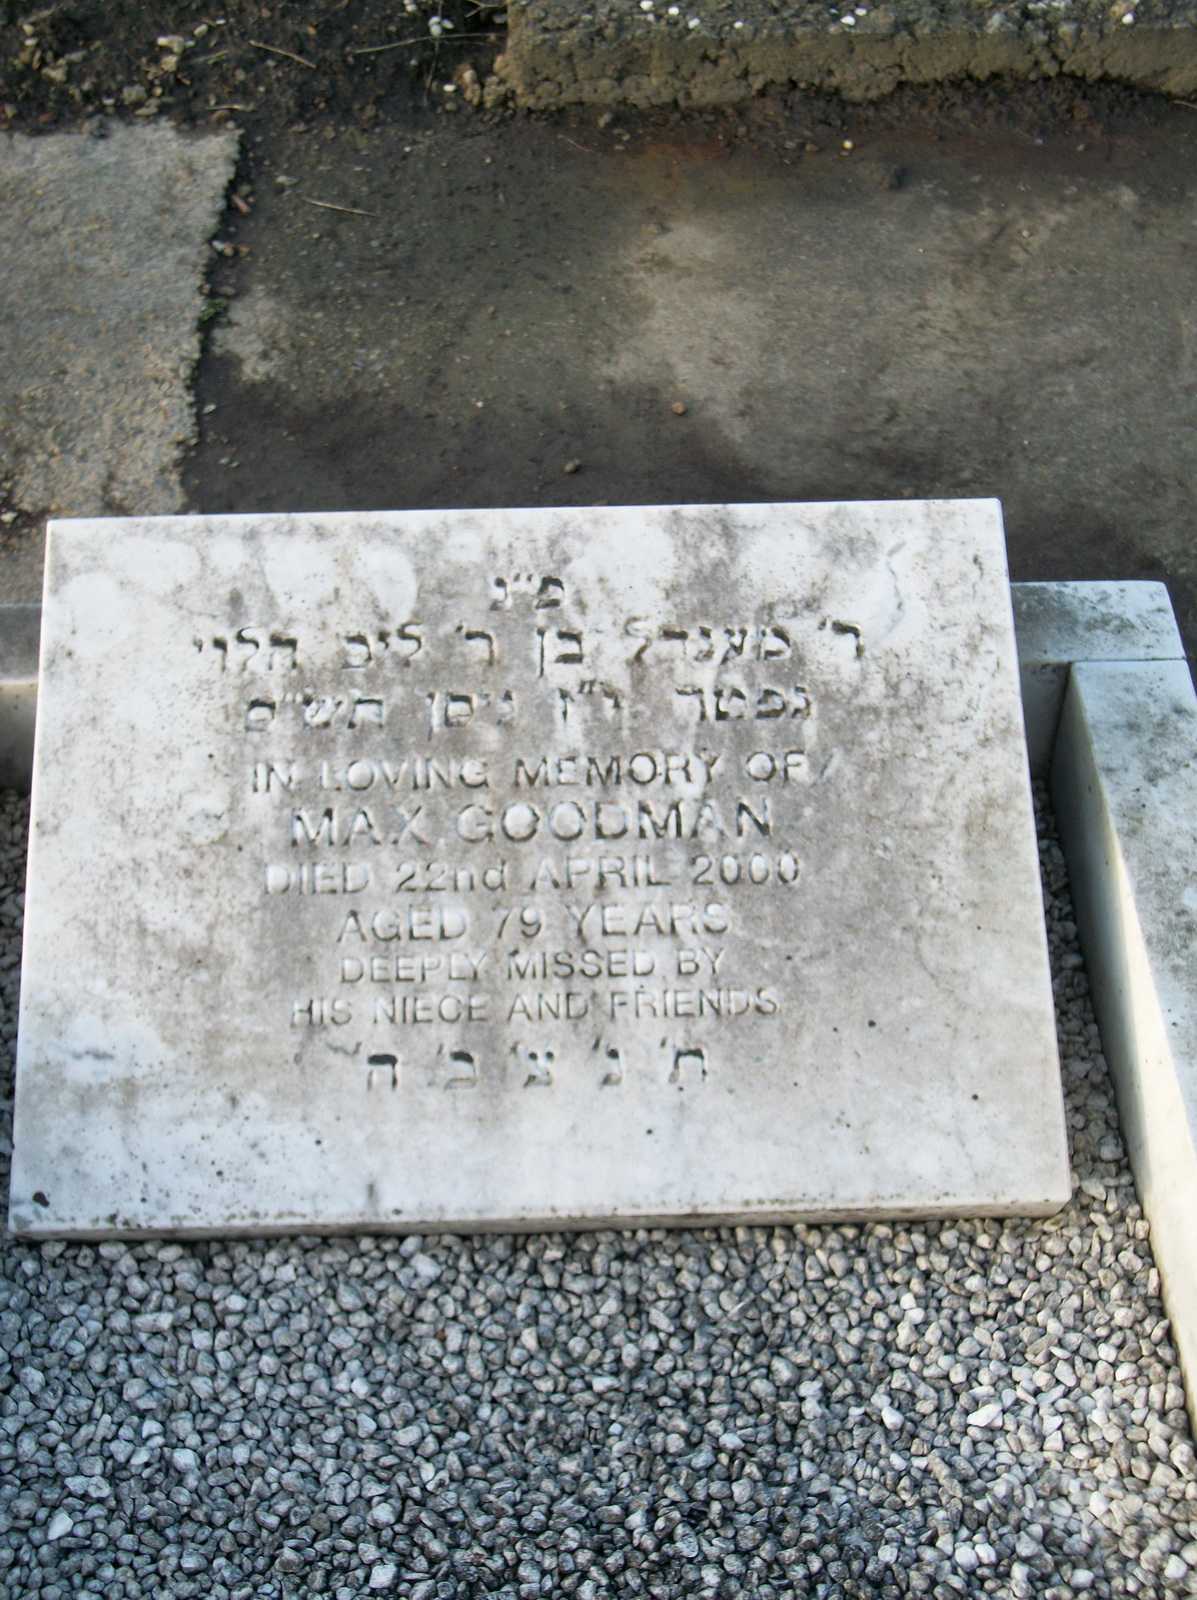 פ״נ
ר׳ מענדל בן ר׳ ליב הלוי
נפטר י״ז ניסן תש״ס
IN LOVING MEMORY OF
MAX GOODMAN
DIED 22nd APRIL 2000
AGED 79 YEARS
DEEPLY MISSED BY
HIS NIECE AND FRIENDS
ת׳ נ׳ צ׳ ב׳ ה׳